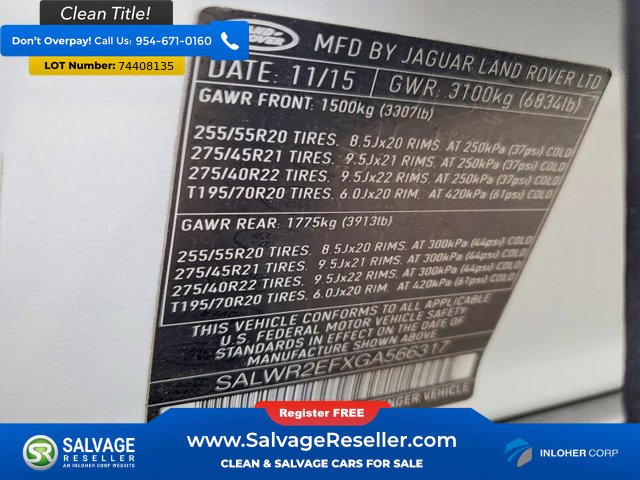 Clean Title!
Don't Overpay! Call Us: 954-671-0160
LOT Number: 74408135
LAND
ROVER
MFD BY JAGUAR LAND ROVER LTD
DATE: 11/15 GWR: 3100kg (6834lb)
GAWR FRONT: 1500kg (3307lb)
255/55R20 TIRES. 8.5Jx20 RIMS. AT 250kPa (37psi) COLD
275/45R21 TIRES. 9.5Jx21 RIMS. AT 250kPa (37psi) COLD
275/40R22 TIRES. 9.5Jx22 RIMS. AT 250kPa (37psi) COLD
T195/70R20 TIRES. 6.0Jx20 RIM. AT 420kPa (61psi) COLD
GAWR REAR: 1775kg (3913lb)
255/55R20 TIRES. 8.5Jx20 RIMS. AT 300kPa (44psi) COLD
275/45R21 TIRES. 9.5Jx21 RIMS. AT 300kPa (44psi) COLD
275/40R22 TIRES. 9.5Jx22 RIMS. AT 300kPa (44psi) COLD
T195/70R20 TIRES. 6.0Jx20 RIM. AT 420kPa (61psi) COLD
THIS VEHICLE CONFORMS TO ALL APPLICABLE
U.S. FEDERAL MOTOR VEHICLE SAFETY
STANDARDS IN EFFECT ON THE DATE OF
MANUFACTURE SHOWN ABOVE
SALWR2EFXGA566317
VEHICLE
Register FREE
SALVAGE
RESELLER
AN INLOHER CORP WEBSITE
www.SalvageReseller.com
CLEAN & SALVAGE CARS FOR SALE
INLOHER CORP